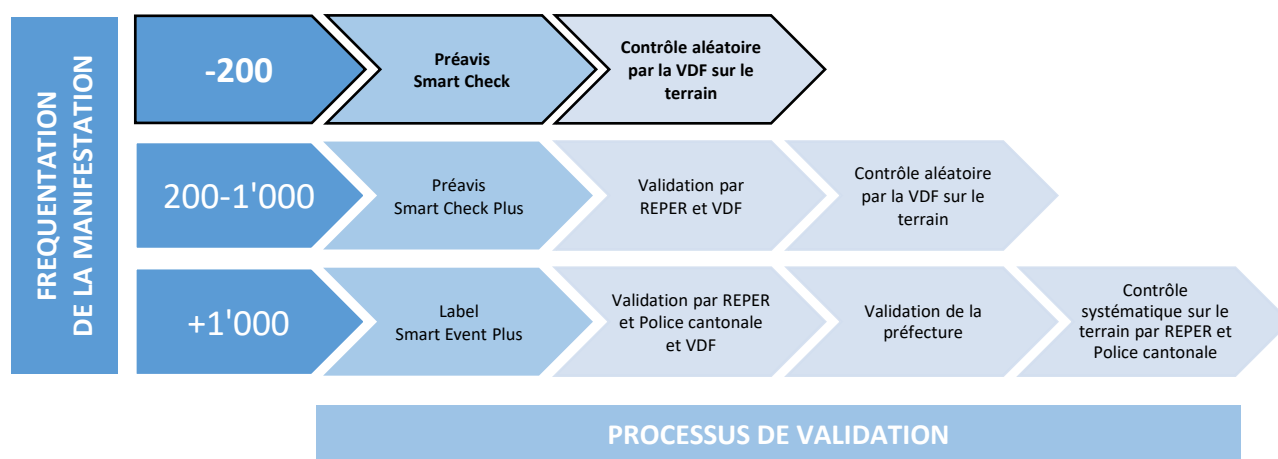 FREQUENTATION
DE LA MANIFESTATION
-200
Préavis
Smart Check
Contrôle aléatoire
par la VDF sur le
terrain
200-1'000
Préavis
Smart Check Plus
Validation par
REPER et VDF
Contrôle aléatoire
par la VDF sur le
terrain
+1'000
Label
Smart Event Plus
Validation par REPER
et Police cantonale
et VDF
Validation de la
préfecture
Contrôle
systématique sur le
terrain par REPER et
Police cantonale
PROCESSUS DE VALIDATION